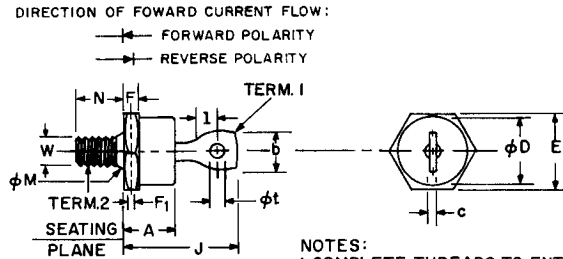 DIRECTION OF FOWARD CURRENT FLOW:
FORWARD POLARITY
REVERSE POLARITY
N F TERM. 1
l
W b
φD E
φM φt
TERM.2 F1 c
SEATING A
PLANE J
NOTES: